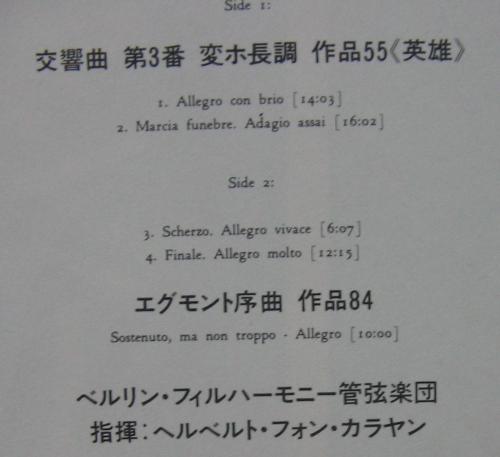 Side 1:
交響曲 第3番 変ホ長調 作品55《英雄》
1. Allegro con brio [14:03]
2. Marcia funebre. Adagio assai [16:02]
Side 2:
3. Scherzo. Allegro vivace [6:07]
4. Finale. Allegro molto [12:15]
エグモント序曲 作品84
Sostenuto, ma non troppo - Allegro [10:00]
ベルリン・フィルハーモニー管弦楽団
指揮:ヘルベルト・フォン・カラヤン